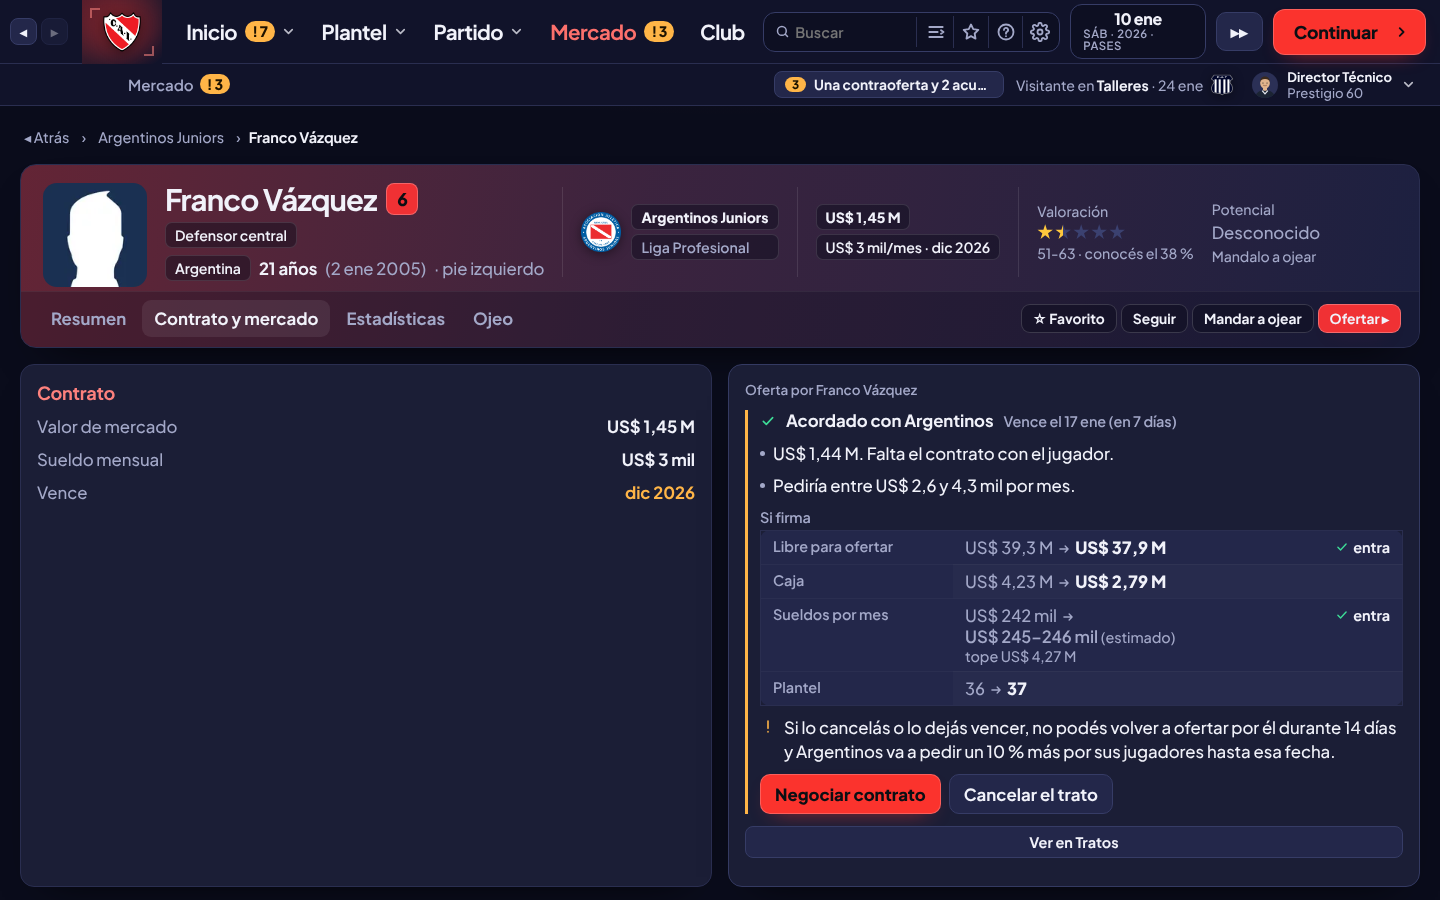 Inicio !7 Plantel Partido Mercado !3 Club
Buscar
10 ene
SÁB · 2026 · PASES
Continuar
Mercado !3
3 Una contraoferta y 2 acu...
Visitante en Talleres · 24 ene
Director Técnico
Prestigio 60
Atrás › Argentinos Juniors › Franco Vázquez
Franco Vázquez 6
Defensor central
Argentina 21 años (2 ene 2005) · pie izquierdo
Argentinos Juniors
Liga Profesional
US$ 1,45 M
US$ 3 mil/mes · dic 2026
Valoración
51-63 · conocés el 38 %
Potencial
Desconocido
Mandalo a ojear
Resumen Contrato y mercado Estadísticas Ojeo
☆ Favorito Seguir Mandar a ojear Ofertar ▸
Contrato
Valor de mercado US$ 1,45 M
Sueldo mensual US$ 3 mil
Vence dic 2026
Oferta por Franco Vázquez
✓ Acordado con Argentinos Vence el 17 ene (en 7 días)
• US$ 1,44 M. Falta el contrato con el jugador.
• Pediría entre US$ 2,6 y 4,3 mil por mes.
Si firma
Libre para ofertar US$ 39,3 M → US$ 37,9 M ✓ entra
Caja US$ 4,23 M → US$ 2,79 M
Sueldos por mes US$ 242 mil → ✓ entra
US$ 245–246 mil (estimado)
tope US$ 4,27 M
Plantel 36 → 37
! Si lo cancelás o lo dejás vencer, no podés volver a ofertar por él durante 14 días
y Argentinos va a pedir un 10 % más por sus jugadores hasta esa fecha.
Negociar contrato Cancelar el trato
Ver en Tratos